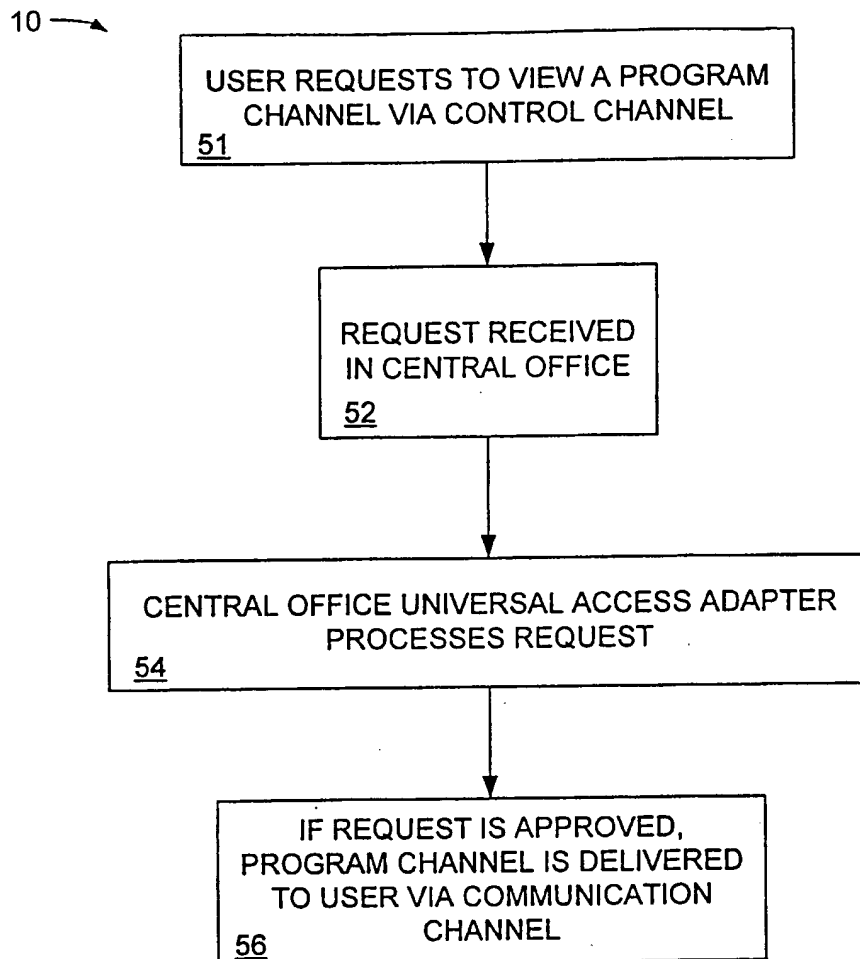 10
USER REQUESTS TO VIEW A PROGRAM
CHANNEL VIA CONTROL CHANNEL
51
REQUEST RECEIVED
IN CENTRAL OFFICE
52
CENTRAL OFFICE UNIVERSAL ACCESS ADAPTER
PROCESSES REQUEST
54
IF REQUEST IS APPROVED,
PROGRAM CHANNEL IS DELIVERED
TO USER VIA COMMUNICATION
CHANNEL
56